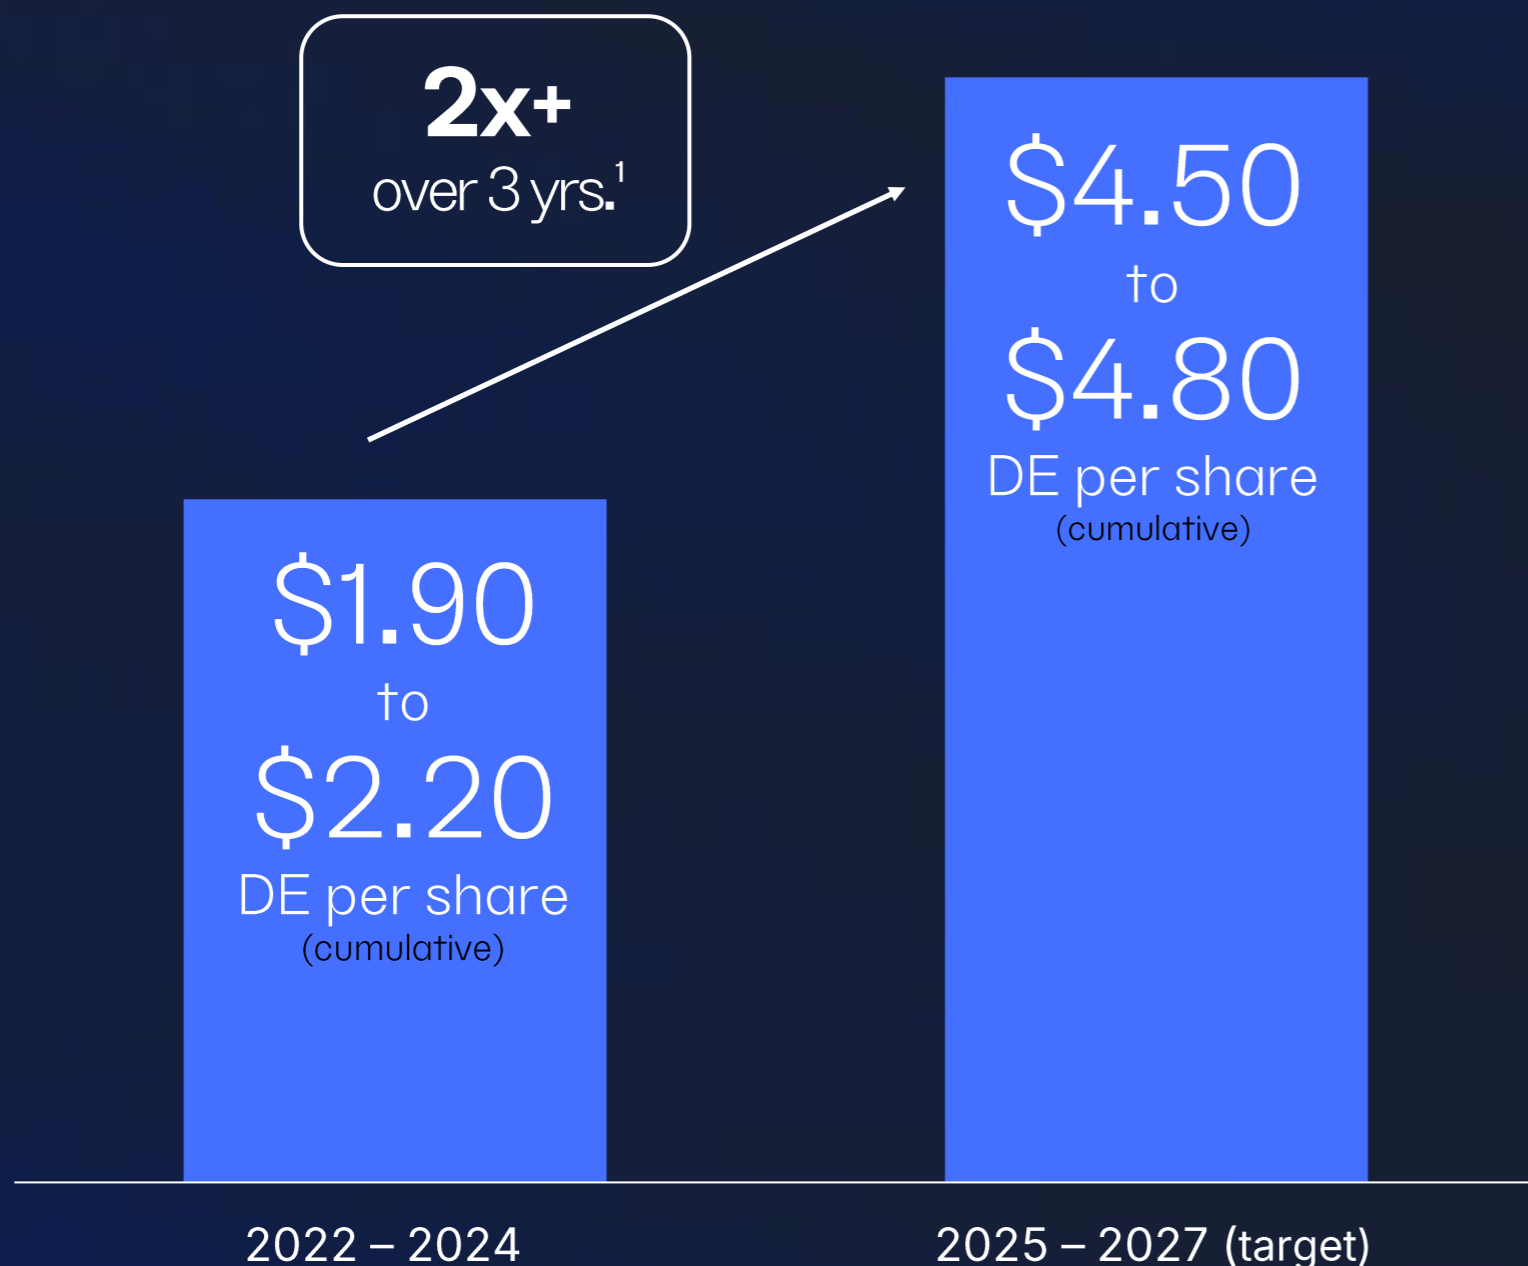 2x+
over 3 yrs.¹
$4.50
to
$4.80
DE per share
(cumulative)
$1.90
to
$2.20
DE per share
(cumulative)
2022 – 2024
2025 – 2027 (target)